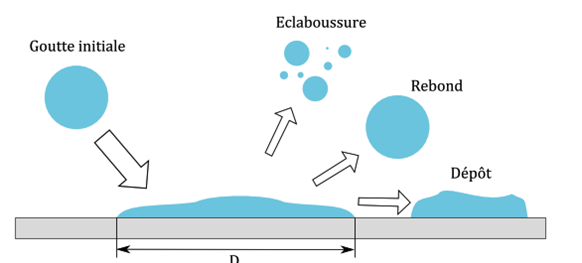 Eclaboussure
Goutte initiale
Rebond
Dépôt
D